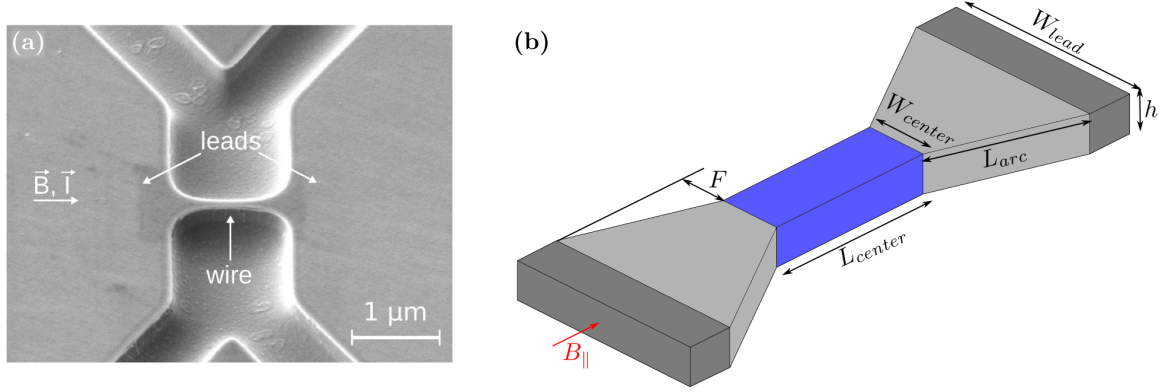 (a)
leads
B⃗, I⃗
wire
1 μm
(b)
W_lead
h
W_center
L_arc
F
L_center
B_∥